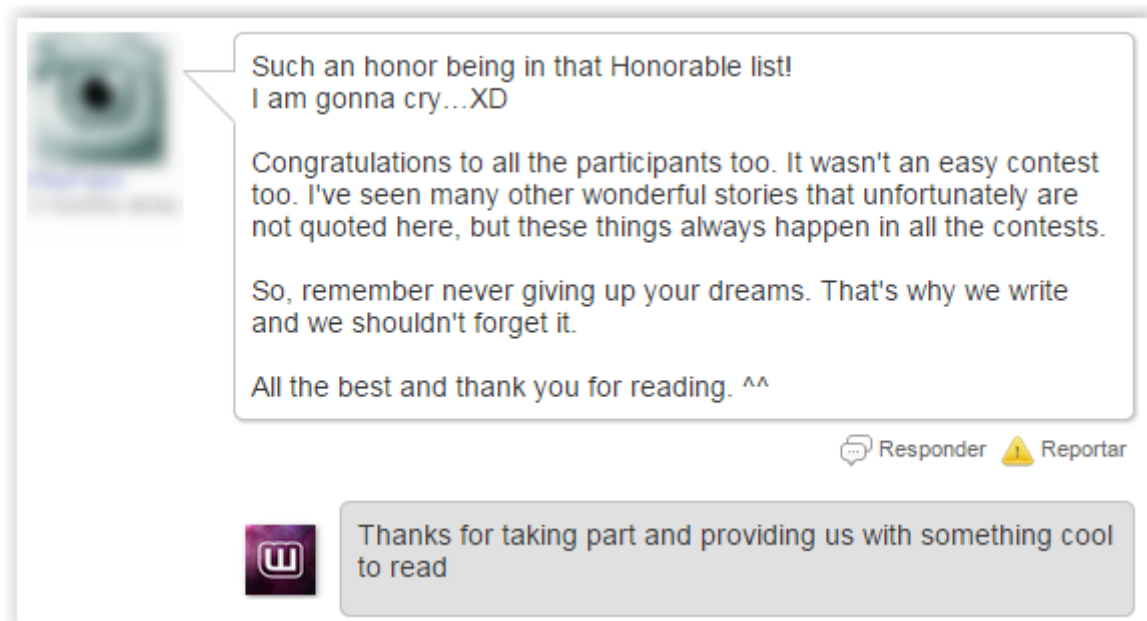 Such an honor being in that Honorable list!
I am gonna cry...XD
Congratulations to all the participants too. It wasn't an easy contest
too. I've seen many other wonderful stories that unfortunately are
not quoted here, but these things always happen in all the contests.
So, remember never giving up your dreams. That's why we write
and we shouldn't forget it.
All the best and thank you for reading. ^^
Responder Reportar
Thanks for taking part and providing us with something cool
to read